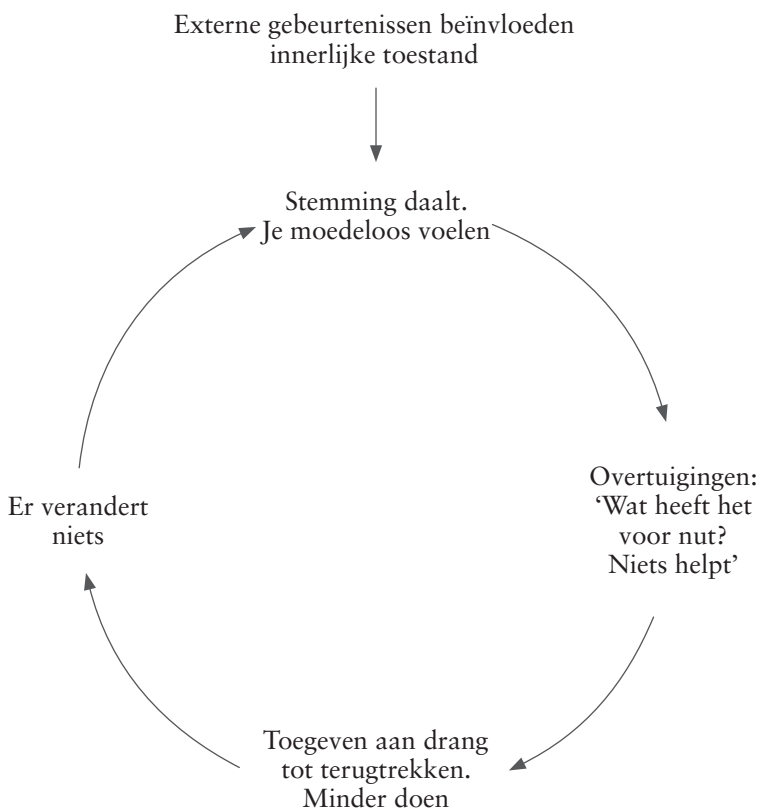 Externe gebeurtenissen beïnvloeden
innerlijke toestand
Stemming daalt.
Je moedeloos voelen
Overtuigingen:
‘Wat heeft het
voor nut?
Niets helpt’
Toegeven aan drang
tot terugtrekken.
Minder doen
Er verandert
niets